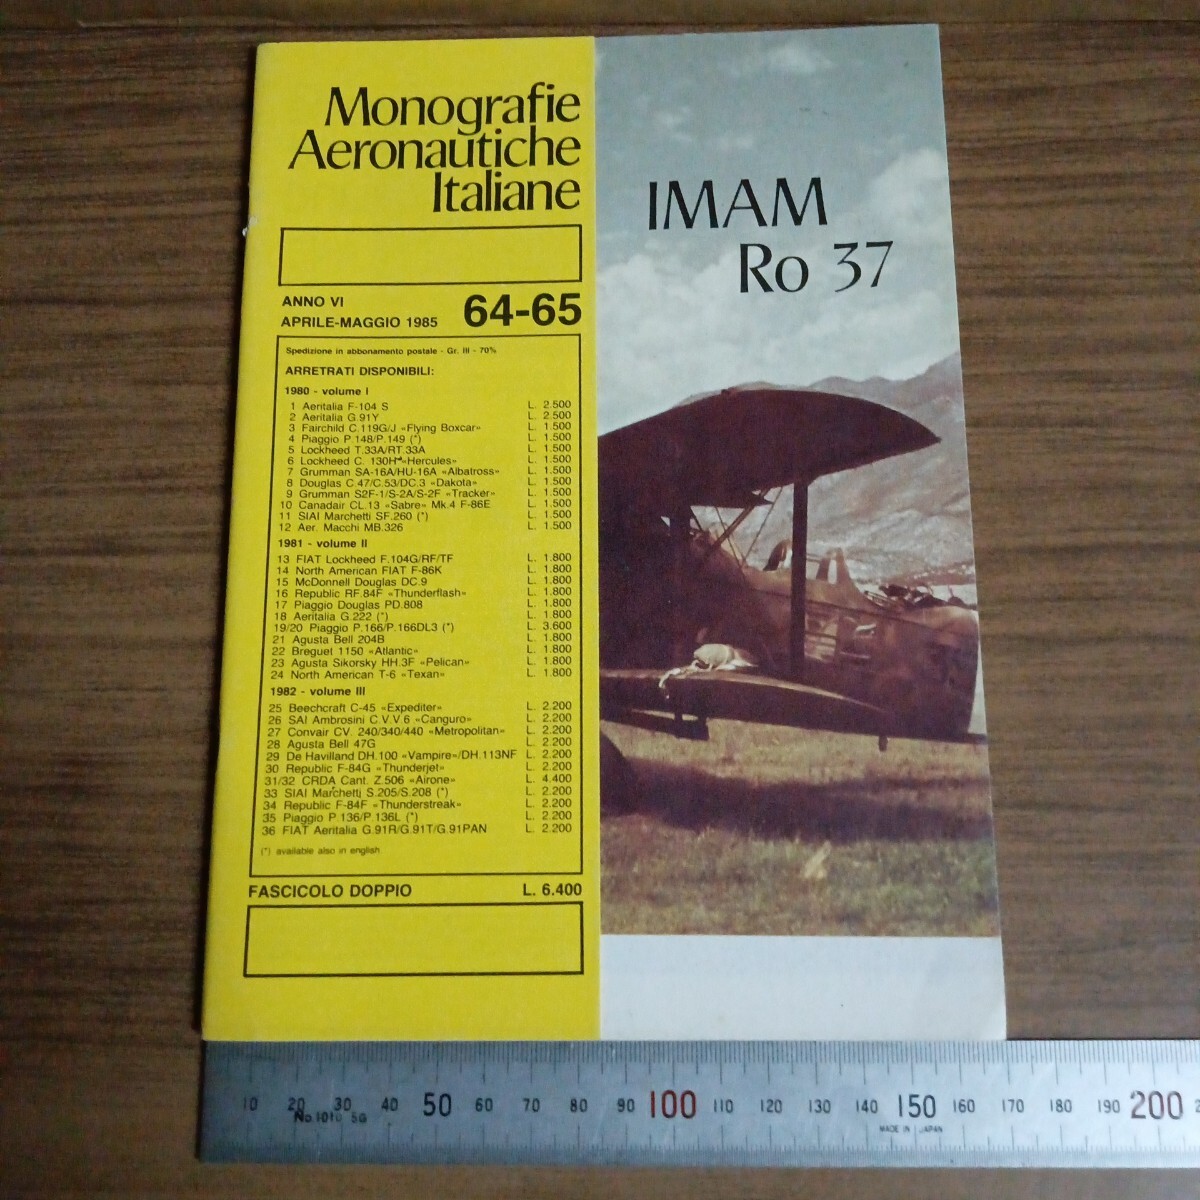 Monografie
Aeronautiche
Italiane
IMAM
Ro 37
ANNO VI
APRILE-MAGGIO 1985
64-65
Spedizione in abbonamento postale - Gr. III - 70%
ARRETRATI DISPONIBILI:
1980 - volume I
1 Aeritalia F-104 S L. 2.500
2 Aeritalia G.91Y L. 2.500
3 Fairchild C.119G/J «Flying Boxcar» L. 1.500
4 Piaggio P.148/P.149 (*) L. 1.500
5 Lockheed T.33A/RT.33A L. 1.500
6 Lockheed C. 130H «Hercules» L. 1.500
7 Grumman SA-16A/HU-16A «Albatross» L. 1.500
8 Douglas C.47/C.53/DC.3 «Dakota» L. 1.500
9 Grumman S2F-1/S-2A/S-2F «Tracker» L. 1.500
10 Canadair CL.13 «Sabre» Mk.4 F-86E L. 1.500
11 SIAI Marchetti SF.260 (*) L. 1.500
12 Aer. Macchi MB.326 L. 1.500
1981 - volume II
13 FIAT Lockheed F.104G/RF/TF L. 1.800
14 North American FIAT F-86K L. 1.800
15 McDonnell Douglas DC.9 L. 1.800
16 Republic RF.84F «Thunderflash» L. 1.800
17 Piaggio Douglas PD.808 L. 1.800
18 Aeritalia G.222 (*) L. 1.800
19/20 Piaggio P.166/P.166DL3 (*) L. 3.600
21 Agusta Bell 204B L. 1.800
22 Breguet 1150 «Atlantic» L. 1.800
23 Agusta Sikorsky HH.3F «Pelican» L. 1.800
24 North American T-6 «Texan» L. 1.800
1982 - volume III
25 Beechcraft C-45 «Expediter» L. 2.200
26 SAI Ambrosini C.V.V.6 «Canguro» L. 2.200
27 Convair CV. 240/340/440 «Metropolitan» L. 2.200
28 Agusta Bell 47G L. 2.200
29 De Havilland DH.100 «Vampire»/DH.113NF L. 2.200
30 Republic F-84G «Thunderjet» L. 2.200
31/32 CRDA Cant. Z.506 «Airone» L. 4.400
33 SIAI Marchetti S.205/S.208 (*) L. 2.200
34 Republic F-84F «Thunderstreak» L. 2.200
35 Piaggio P.136/P.136L (*) L. 2.200
36 FIAT Aeritalia G.91R/G.91T/G.91PAN L. 2.200
(*) available also in english
FASCICOLO DOPPIO L. 6.400
10 20 30 40 50 60 70 80 90 100 110 120 130 140 150 160 170 180 190 200
No.1010 SG
MADE IN JAPAN